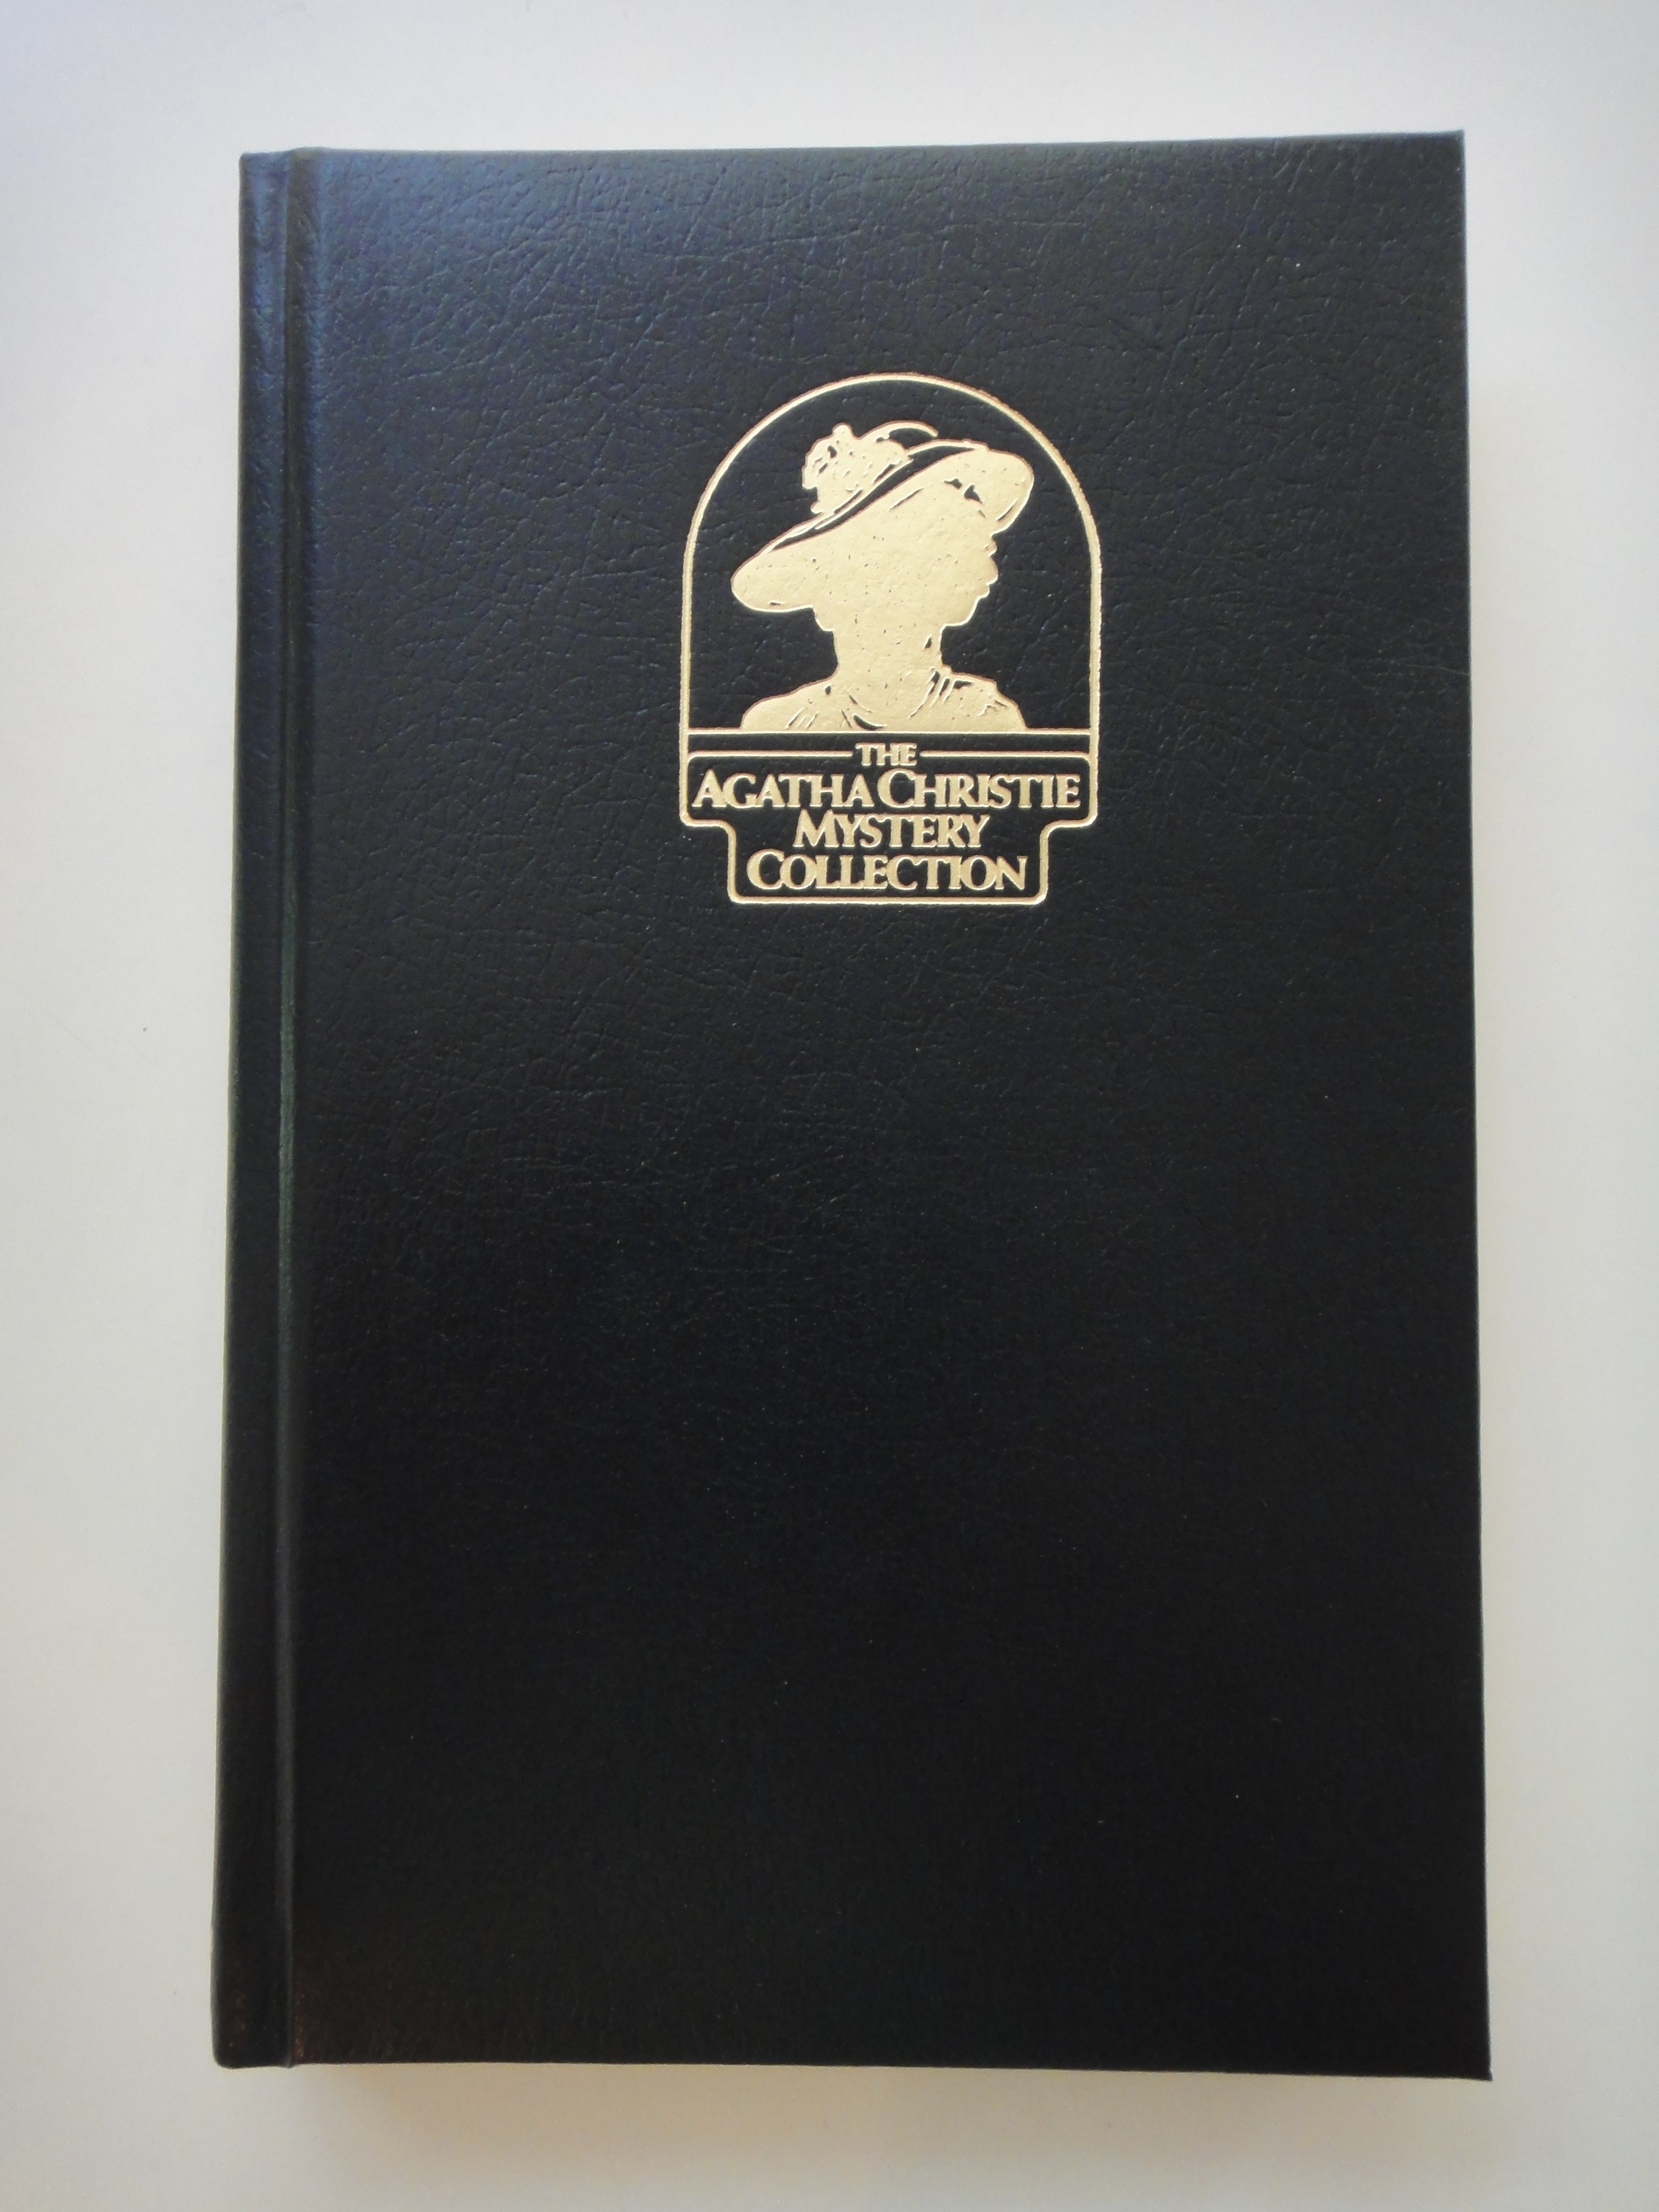 THE
AGATHA CHRISTIE
MYSTERY
COLLECTION